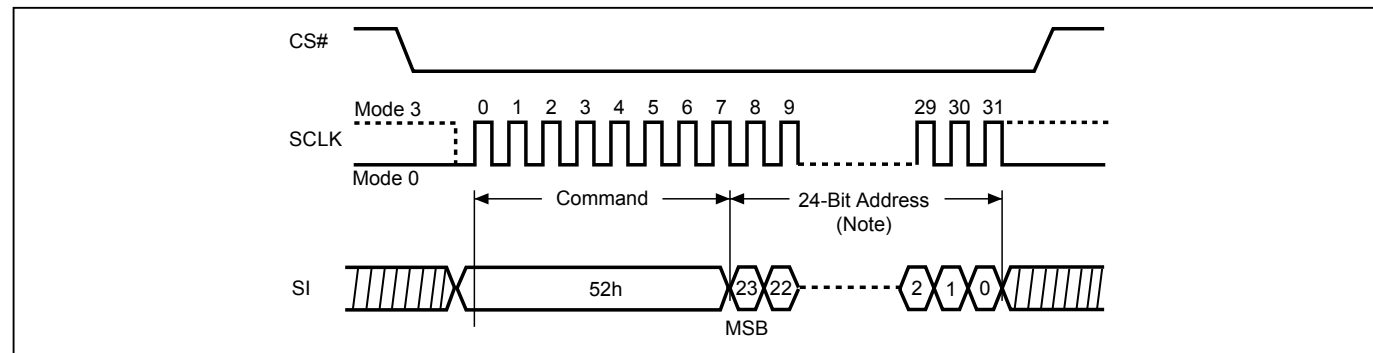 CS#
Mode 3 0 1 2 3 4 5 6 7 8 9 29 30 31
SCLK
Mode 0
Command 24-Bit Address
(Note)
SI 52h 23 22 2 1 0
MSB